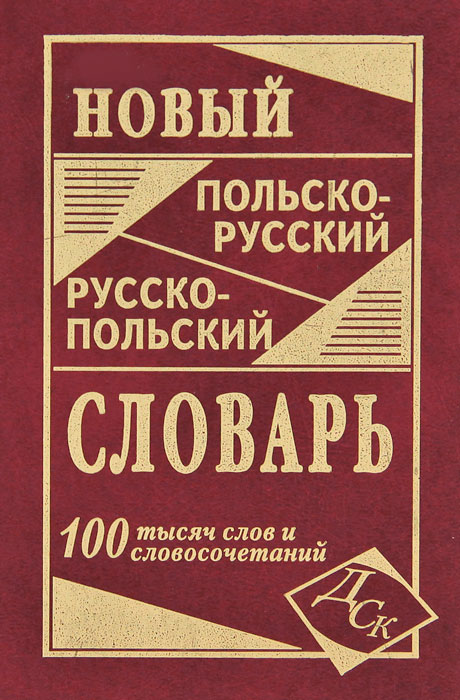 НОВЫЙ
ПОЛЬСКО-
РУССКИЙ
РУССКО-
ПОЛЬСКИЙ
СЛОВАРЬ
100 тысяч слов и
словосочетаний
ДСК